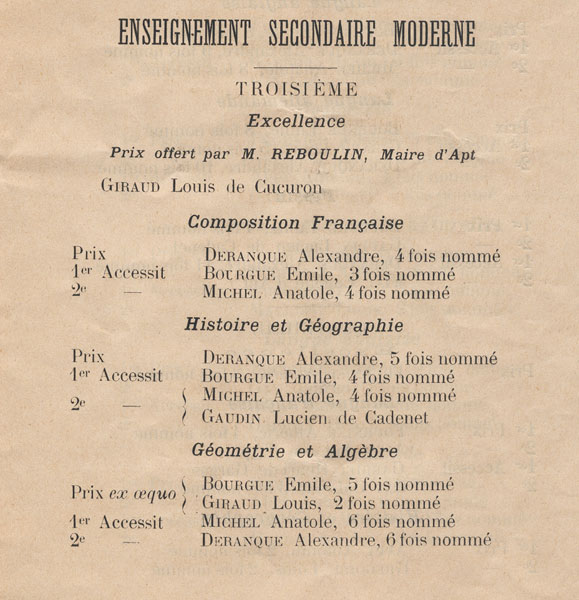 ENSEIGNEMENT SECONDAIRE MODERNE
TROISIÈME
Excellence
Prix offert par M. REBOULIN, Maire d'Apt
GIRAUD Louis de Cucuron
Composition Française
Prix DERANQUE Alexandre, 4 fois nommé
1er Accessit BOURGUE Emile, 3 fois nommé
2e — MICHEL Anatole, 4 fois nommé
Histoire et Géographie
Prix DERANQUE Alexandre, 5 fois nommé
1er Accessit BOURGUE Emile, 4 fois nommé
2e — MICHEL Anatole, 4 fois nommé
GAUDIN Lucien de Cadenet
Géométrie et Algèbre
Prix ex œquo BOURGUE Emile, 5 fois nommé
GIRAUD Louis, 2 fois nommé
1er Accessit MICHEL Anatole, 6 fois nommé
2e — DERANQUE Alexandre, 6 fois nommé